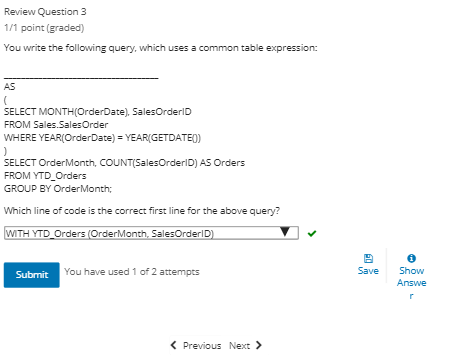 Review Question 3
1/1 point (graded)
You write the following query, which uses a common table expression:
___________________________________
AS
(
SELECT MONTH(OrderDate), SalesOrderID
FROM Sales.SalesOrder
WHERE YEAR(OrderDate) = YEAR(GETDATE())
)
SELECT OrderMonth, COUNT(SalesOrderID) AS Orders
FROM YTD_Orders
GROUP BY OrderMonth;
Which line of code is the correct first line for the above query?
WITH YTD_Orders (OrderMonth, SalesOrderID)
Submit You have used 1 of 2 attempts
Save Show
Answe
r
Previous Next